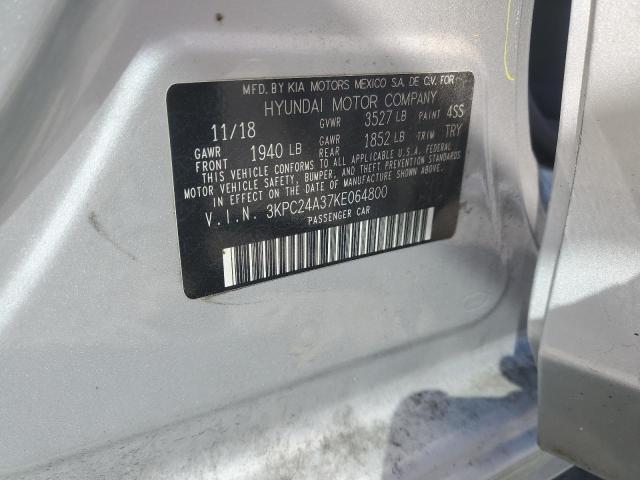 MFD. BY KIA MOTORS MEXICO S.A. DE C.V. FOR
HYUNDAI MOTOR COMPANY
11/18 GVWR 3527 LB PAINT 4SS
GAWR FRONT 1940 LB GAWR REAR 1852 LB TRIM TRY
THIS VEHICLE CONFORMS TO ALL APPLICABLE U.S.A. FEDERAL
MOTOR VEHICLE SAFETY, BUMPER, AND THEFT PREVENTION STANDARDS
IN EFFECT ON THE DATE OF MANUFACTURE SHOWN ABOVE.
V.I.N. 3KPC24A37KE064800
PASSENGER CAR